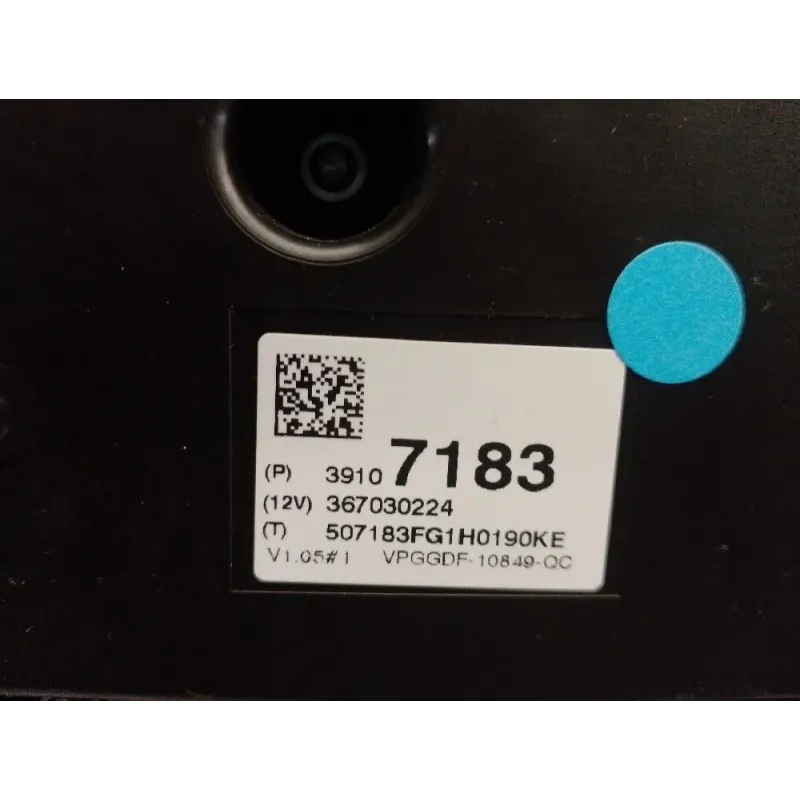 (P) 3910 7183
(12V) 367030224
(T) 507183FG1H0190KE
V1.05#1 VPGGDF-10849-QC